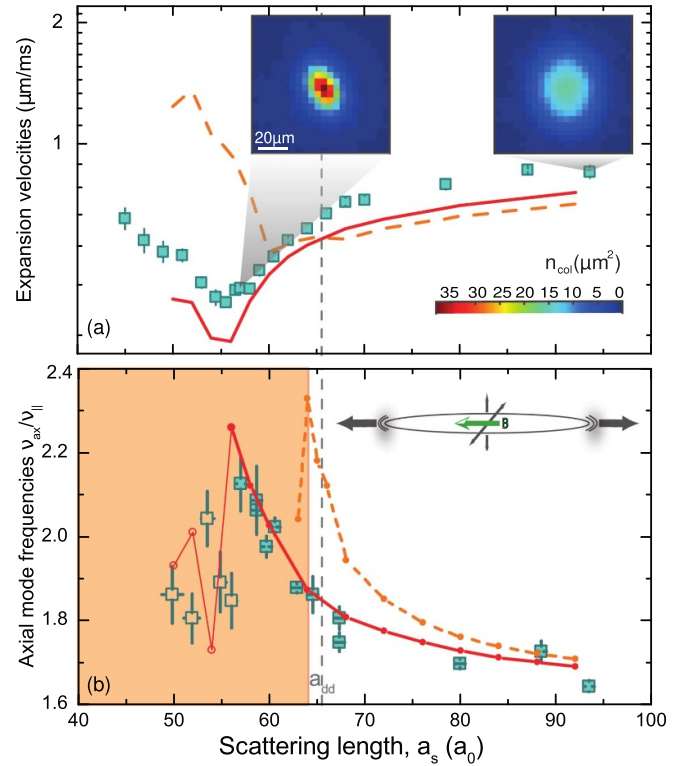 2
1
Expansion velocities (μm/ms)
20μm
n_col(μm²)
35 30 25 20 15 10 5 0
(a)
2.4
2.2
2.0
1.8
1.6
Axial mode frequencies ν_ax/ν_||
B
a_dd
(b)
40 50 60 70 80 90 100
Scattering length, a_s (a_0)